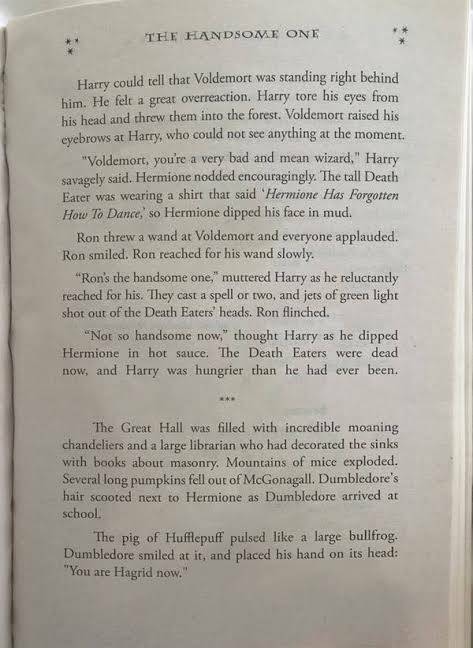 THE HANDSOME ONE
Harry could tell that Voldemort was standing right behind
him. He felt a great overreaction. Harry tore his eyes from
his head and threw them into the forest. Voldemort raised his
eyebrows at Harry, who could not see anything at the moment.
"Voldemort, you're a very bad and mean wizard," Harry
savagely said. Hermione nodded encouragingly. The tall Death
Eater was wearing a shirt that said ‘Hermione Has Forgotten
How To Dance,’ so Hermione dipped his face in mud.
Ron threw a wand at Voldemort and everyone applauded.
Ron smiled. Ron reached for his wand slowly.
“Ron's the handsome one,” muttered Harry as he reluctantly
reached for his. They cast a spell or two, and jets of green light
shot out of the Death Eaters’ heads. Ron flinched.
“Not so handsome now,” thought Harry as he dipped
Hermione in hot sauce. The Death Eaters were dead
now, and Harry was hungrier than he had ever been.
***
The Great Hall was filled with incredible moaning
chandeliers and a large librarian who had decorated the sinks
with books about masonry. Mountains of mice exploded.
Several long pumpkins fell out of McGonagall. Dumbledore's
hair scooted next to Hermione as Dumbledore arrived at
school.
The pig of Hufflepuff pulsed like a large bullfrog.
Dumbledore smiled at it, and placed his hand on its head:
"You are Hagrid now."